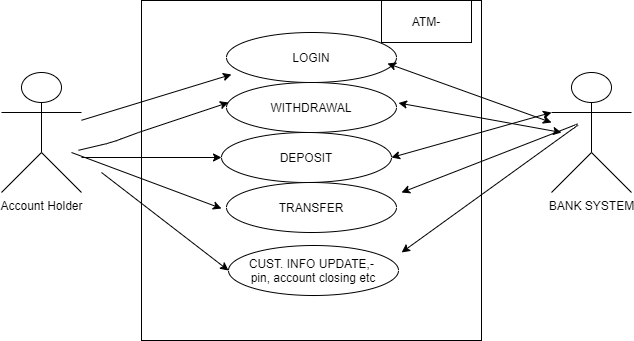 ATM-
LOGIN
WITHDRAWAL
DEPOSIT
TRANSFER
CUST. INFO UPDATE,-
pin, account closing etc
Account Holder
BANK SYSTEM